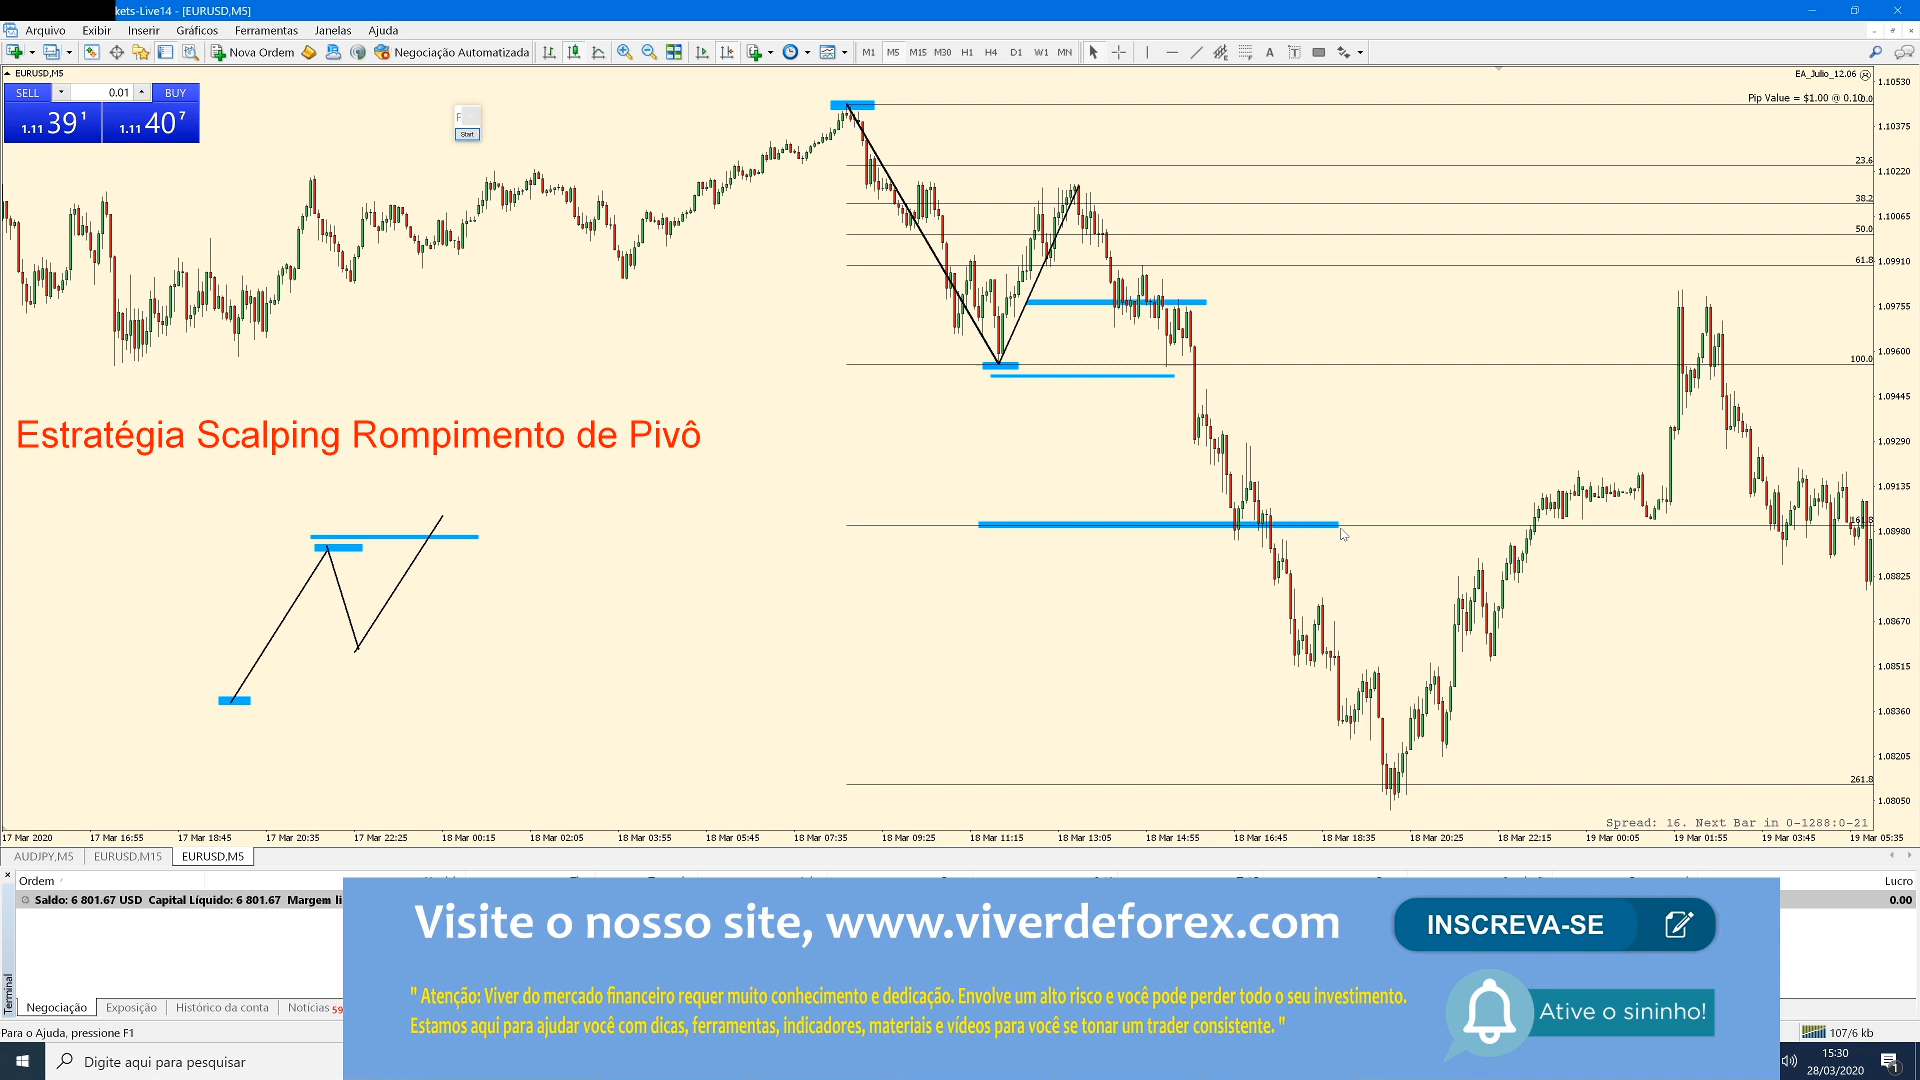 kets-Live14 - [EURUSD,M5]
Arquivo Exibir Inserir Gráficos Ferramentas Janelas Ajuda
Nova Ordem Negociação Automatizada M1 M5 M15 M30 H1 H4 D1 W1 MN A T
EURUSD,M5
EA_Julio_12.06
SELL 0.01 BUY
1.11 39 1 1.11 40 7
Start
Pip Value = $1.00 @ 0.10
0.0
23.6
38.2
50.0
61.8
100.0
161.8
261.8
1.10530
1.10375
1.10220
1.10065
1.09910
1.09755
1.09600
1.09445
1.09290
1.09135
1.08980
1.08825
1.08670
1.08515
1.08360
1.08205
1.08050
Estratégia Scalping Rompimento de Pivô
Spread: 16. Next Bar in 0-1288:0-21
17 Mar 2020 17 Mar 16:55 17 Mar 18:45 17 Mar 20:35 17 Mar 22:25 18 Mar 00:15 18 Mar 02:05 18 Mar 03:55 18 Mar 05:45 18 Mar 07:35 18 Mar 09:25 18 Mar 11:15 18 Mar 13:05 18 Mar 14:55 18 Mar 16:45 18 Mar 18:35 18 Mar 20:25 18 Mar 22:15 19 Mar 00:05 19 Mar 01:55 19 Mar 03:45 19 Mar 05:35
AUDJPY,M5 EURUSD,M15 EURUSD,M5
Ordem Lucro
Saldo: 6 801.67 USD Capital Líquido: 6 801.67 Margem li 0.00
Visite o nosso site, www.viverdeforex.com
INSCREVA-SE
" Atenção: Viver do mercado financeiro requer muito conhecimento e dedicação. Envolve um alto risco e você pode perder todo o seu investimento.
Estamos aqui para ajudar você com dicas, ferramentas, indicadores, materiais e vídeos para você se tonar um trader consistente. "
Ative o sininho!
Terminal
Negociação Exposição Histórico da conta Notícias 59
Para o Ajuda, pressione F1
107/6 kb
Digite aqui para pesquisar
15:30
28/03/2020
1